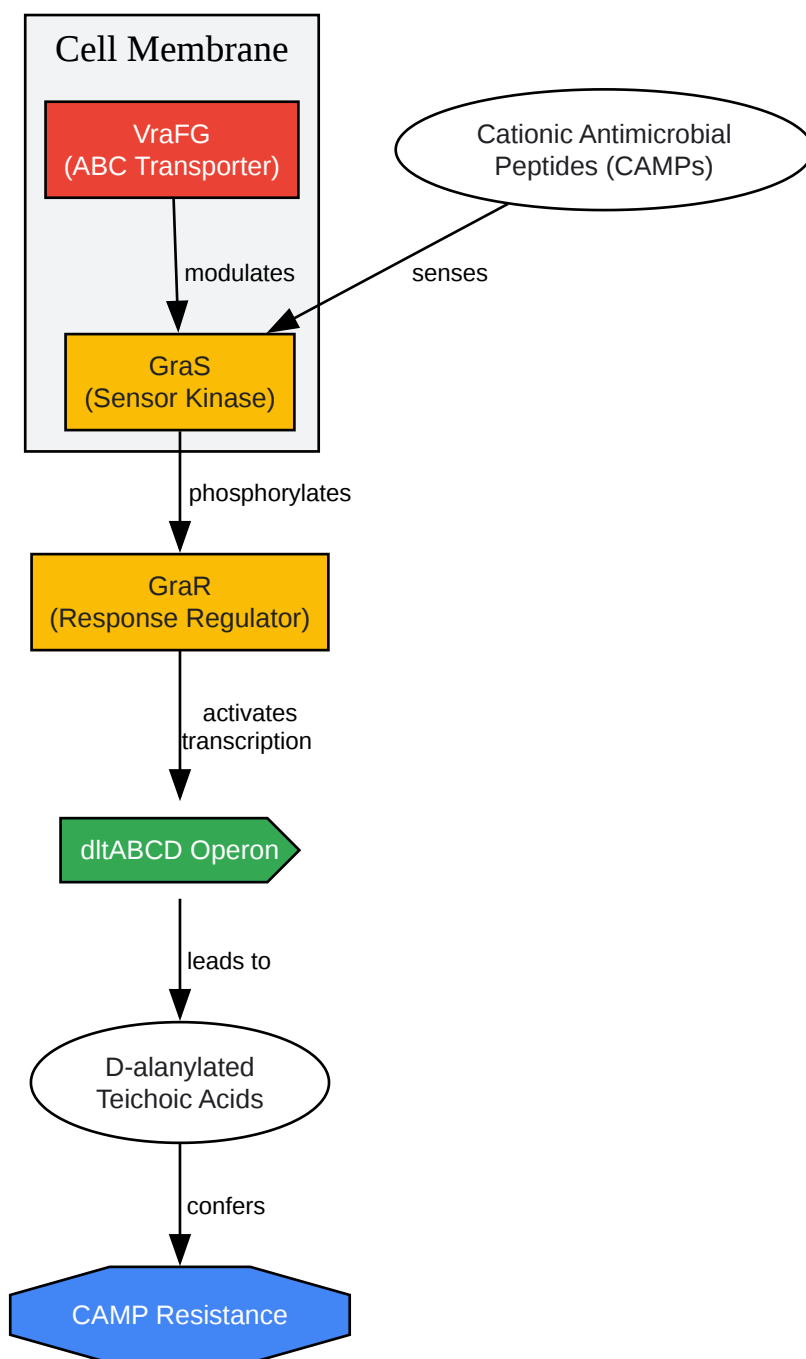 Cell Membrane
VraFG
(ABC Transporter)
Cationic Antimicrobial
Peptides (CAMPs)
modulates
senses
GraS
(Sensor Kinase)
phosphorylates
GraR
(Response Regulator)
activates
transcription
dltABCD Operon
leads to
D-alanylated
Teichoic Acids
confers
CAMP Resistance